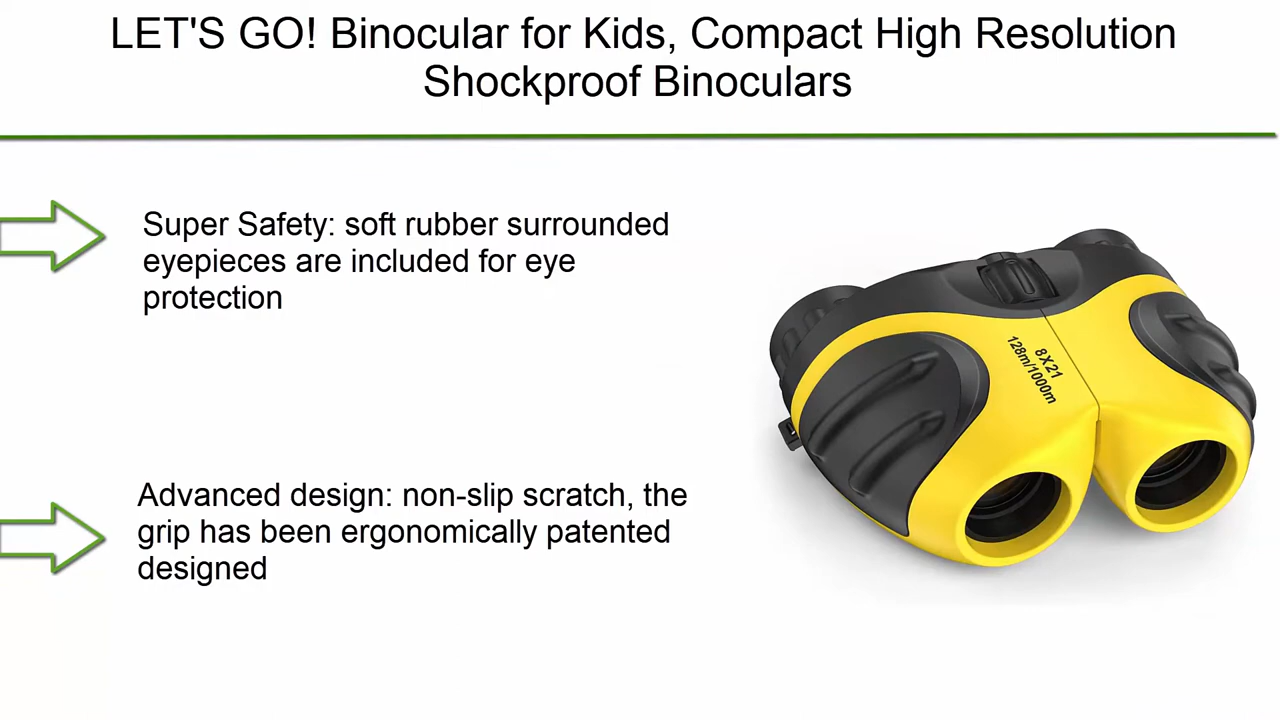 LET'S GO! Binocular for Kids, Compact High Resolution
Shockproof Binoculars
Super Safety: soft rubber surrounded
eyepieces are included for eye
protection
8X21
128m/1000m
Advanced design: non-slip scratch, the
grip has been ergonomically patented
designed